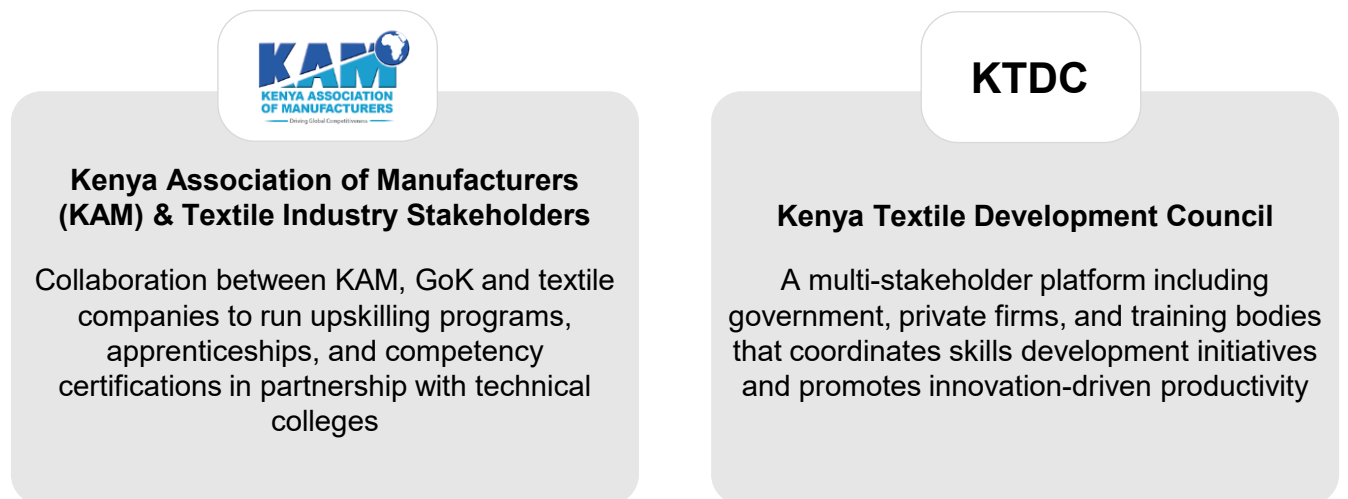 KAM
KENYA ASSOCIATION
OF MANUFACTURERS
Driving Global Competitiveness
Kenya Association of Manufacturers
(KAM) & Textile Industry Stakeholders
Collaboration between KAM, GoK and textile
companies to run upskilling programs,
apprenticeships, and competency
certifications in partnership with technical
colleges
KTDC
Kenya Textile Development Council
A multi-stakeholder platform including
government, private firms, and training bodies
that coordinates skills development initiatives
and promotes innovation-driven productivity